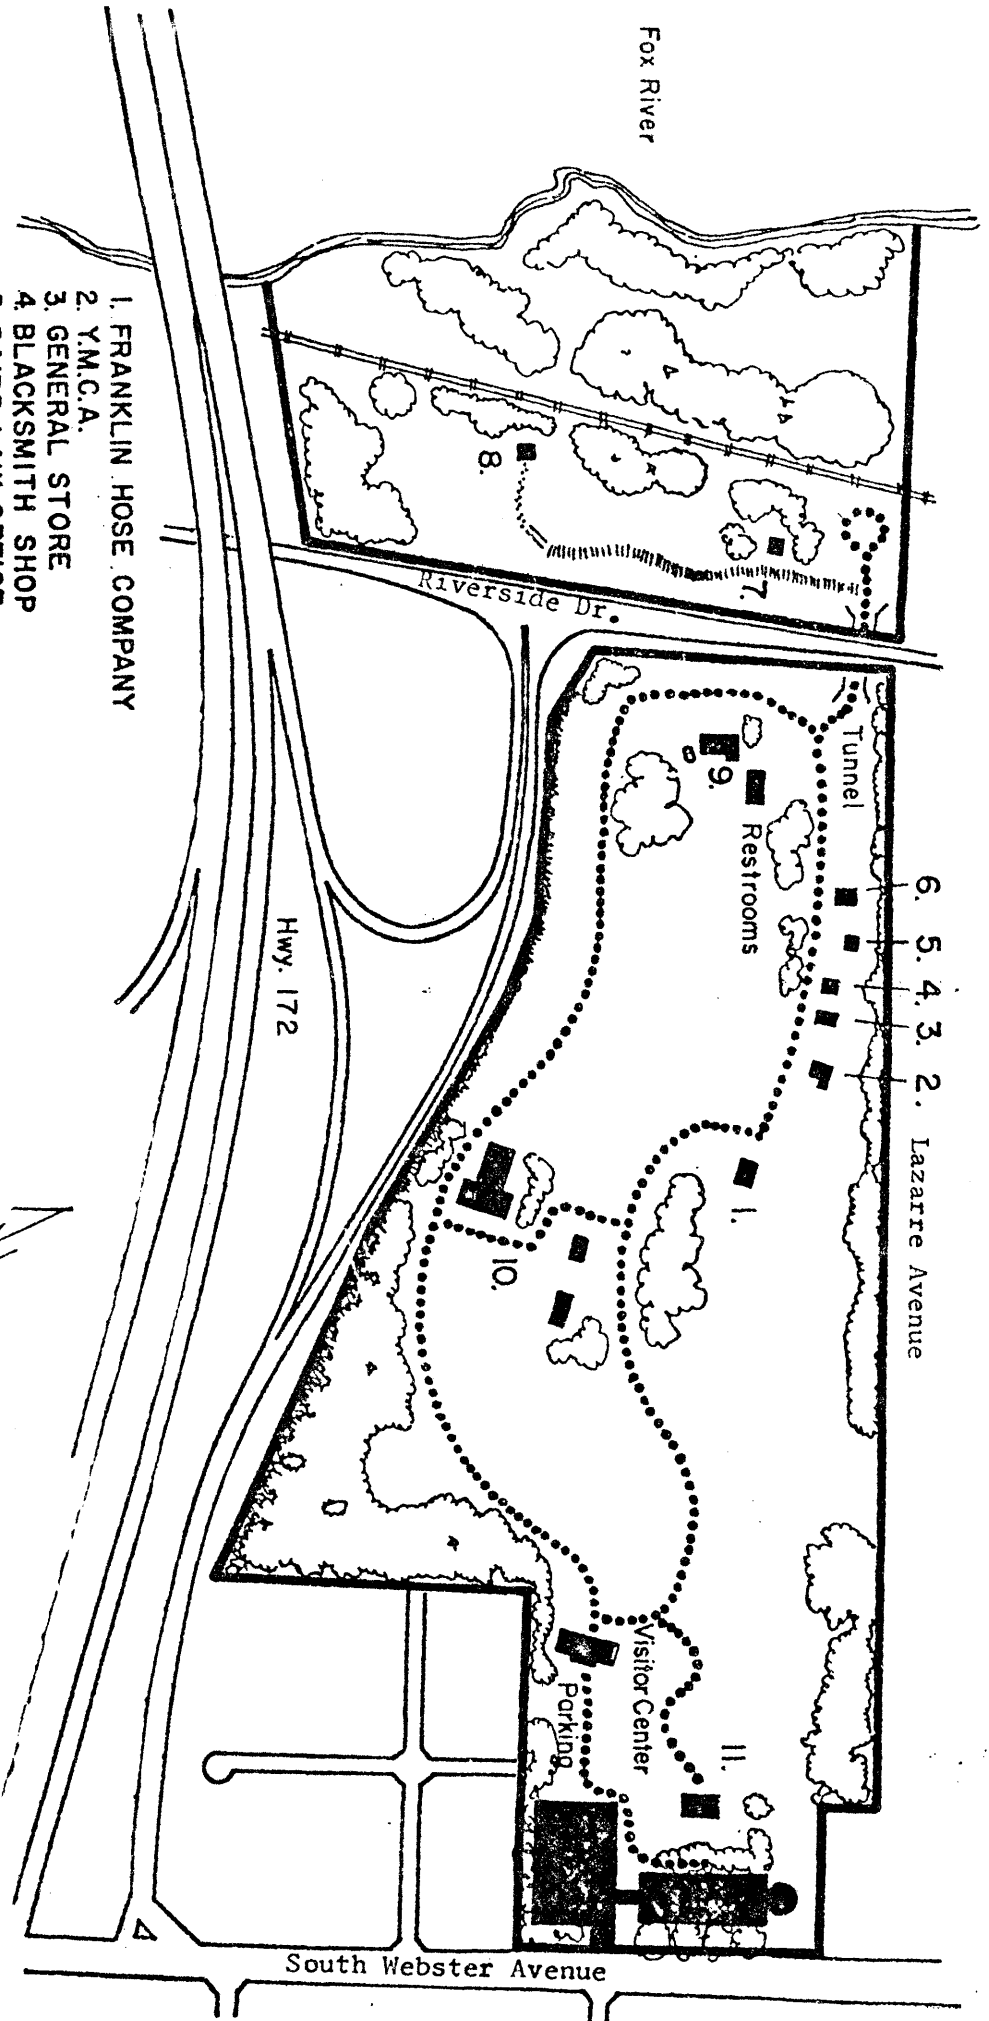 Fox River
Riverside Dr.
8.
7.
Tunnel
9.
Restrooms
6.
5.
4.
3.
2.
Lazarre Avenue
1.
10.
Hwy. 172
Visitor Center
Parking
11.
South Webster Avenue
1. FRANKLIN HOSE COMPANY
2. Y.M.C.A.
3. GENERAL STORE
4. BLACKSMITH SHOP